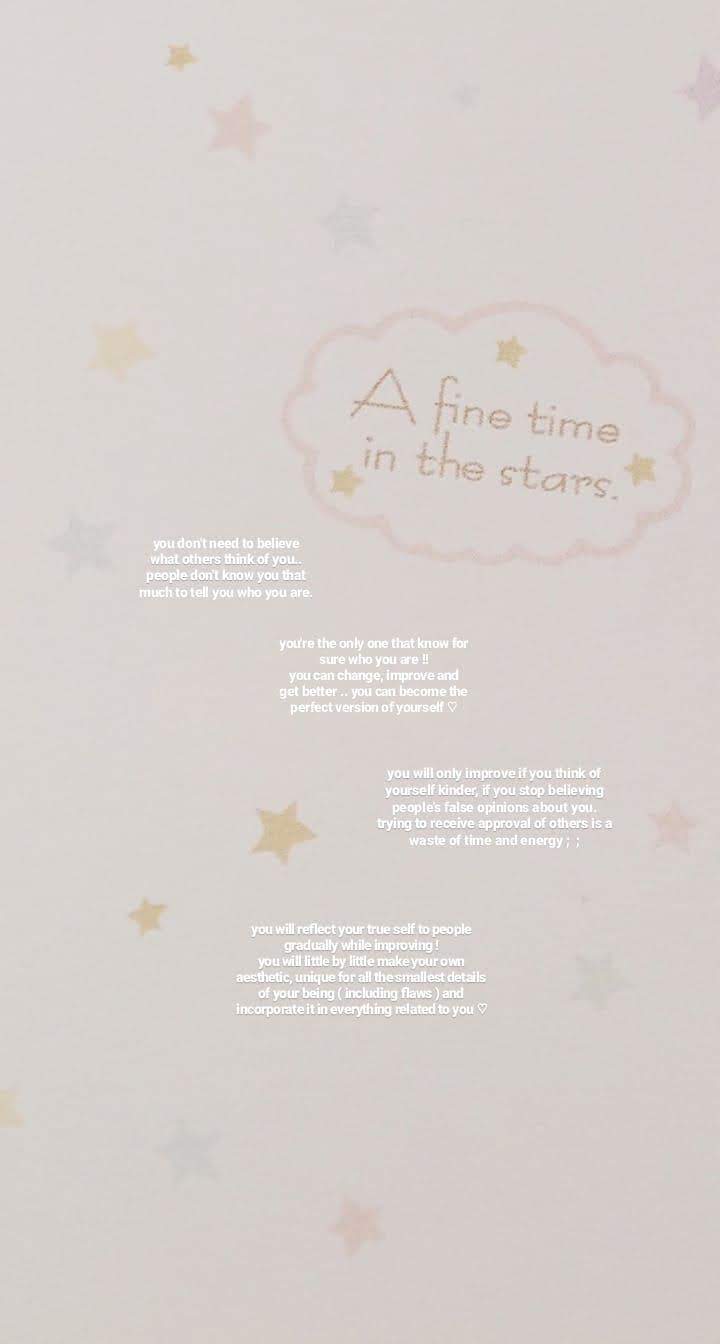 A fine time
in the stars.
you don't need to believe
what others think of you..
people don't know you that
much to tell you who you are.
you're the only one that know for
sure who you are !!
you can change, improve and
get better .. you can become the
perfect version of yourself ♡
you will only improve if you think of
yourself kinder, if you stop believing
people's false opinions about you.
trying to receive approval of others is a
waste of time and energy ; ;
you will reflect your true self to people
gradually while improving !
you will little by little make your own
aesthetic, unique for all the smallest details
of your being ( including flaws ) and
incorporate it in everything related to you ♡